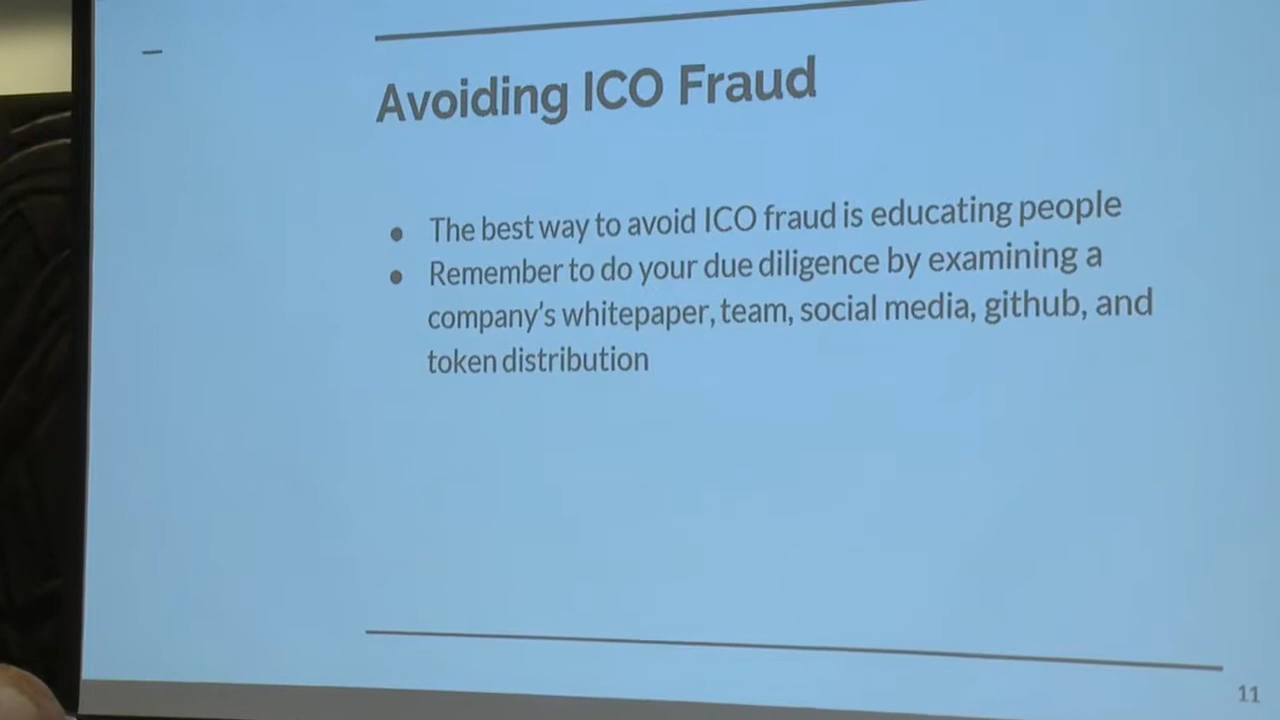 Avoiding ICO Fraud
● The best way to avoid ICO fraud is educating people
● Remember to do your due diligence by examining a
company's whitepaper, team, social media, github, and
token distribution
11